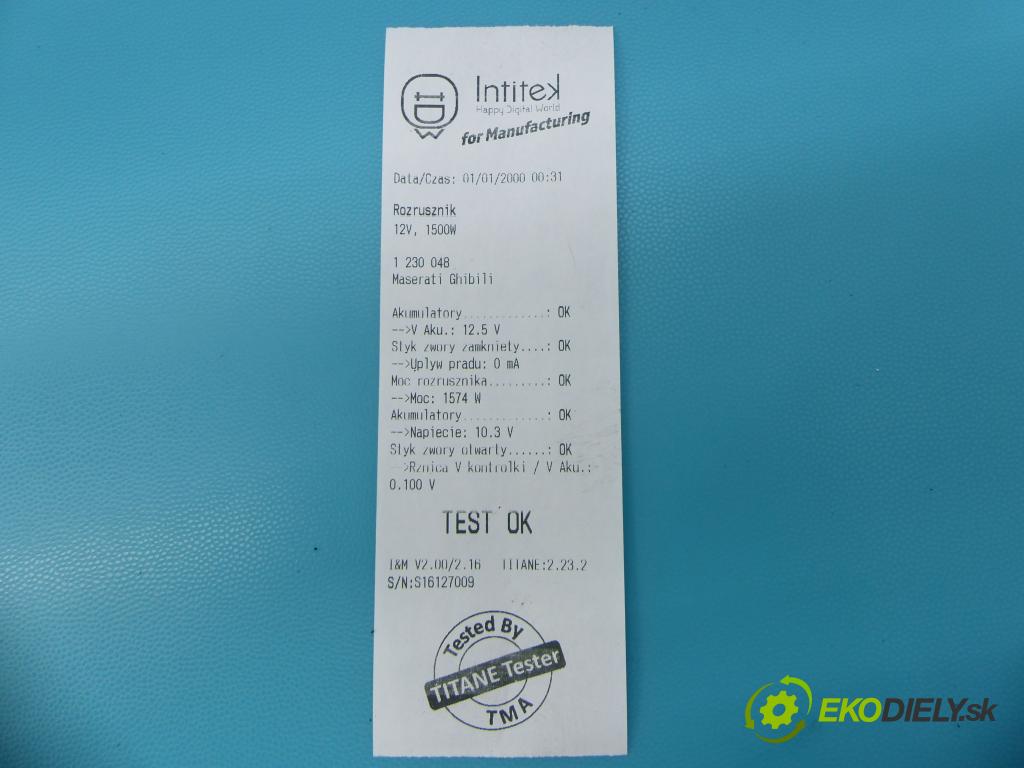 Intitek
Happy Digital World
for Manufacturing
Data/Czas: 01/01/2000 00:31
Rozrusznik
12V, 1500W
1 230 048
Maserati Ghibili
Akumulatory.............: OK
-->V Aku.: 12.5 V
Styk zwory zamkniety....: OK
-->Uplyw pradu: 0 mA
Moc rozrusznika.........: OK
-->Moc: 1574 W
Akumulatory.............: OK
-->Napiecie: 10.3 V
Styk zwory otwarty......: OK
-->Rznica V kontrolki / V Aku.:
0.100 V
TEST OK
I&M V2.00/2.16 TITANE:2.23.2
S/N:S16127009
Tested By
TITANE Tester
TMA
EKODIELY.sk